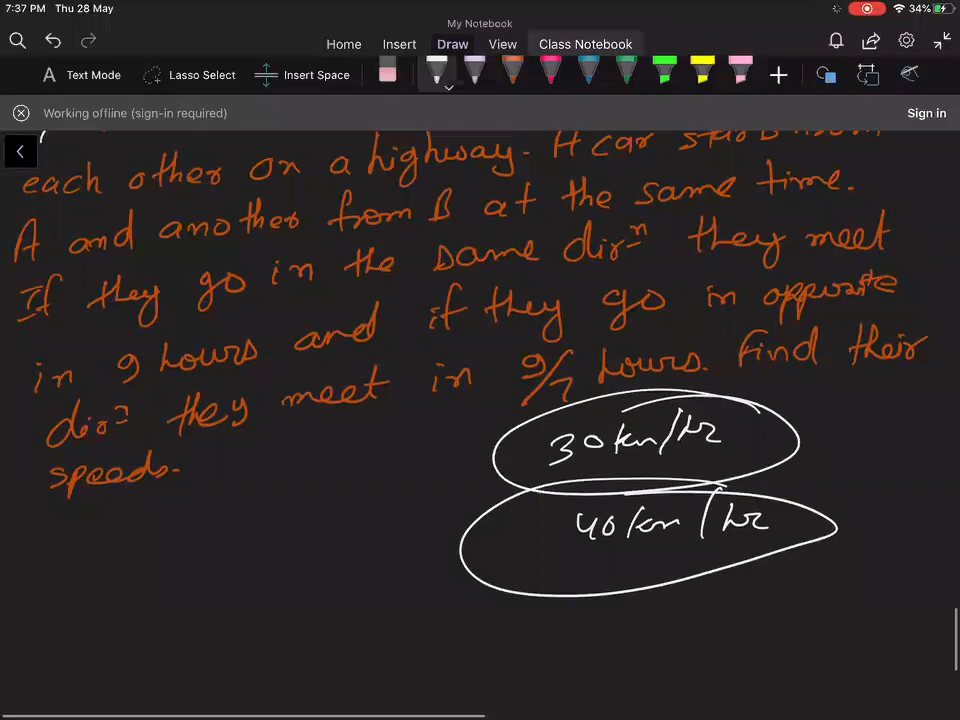 7:37 PM Thu 28 May
34%
My Notebook
Home Insert Draw View Class Notebook
A Text Mode Lasso Select Insert Space
Working offline (sign-in required) Sign in
each other on a highway. A car starts from
A and another from B at the same time.
If they go in the same dirⁿ they meet
in 9 hours and if they go in opposite
dirⁿ they meet in 9/7 hours. Find their
speeds.
30 km/hr
40 km/hr